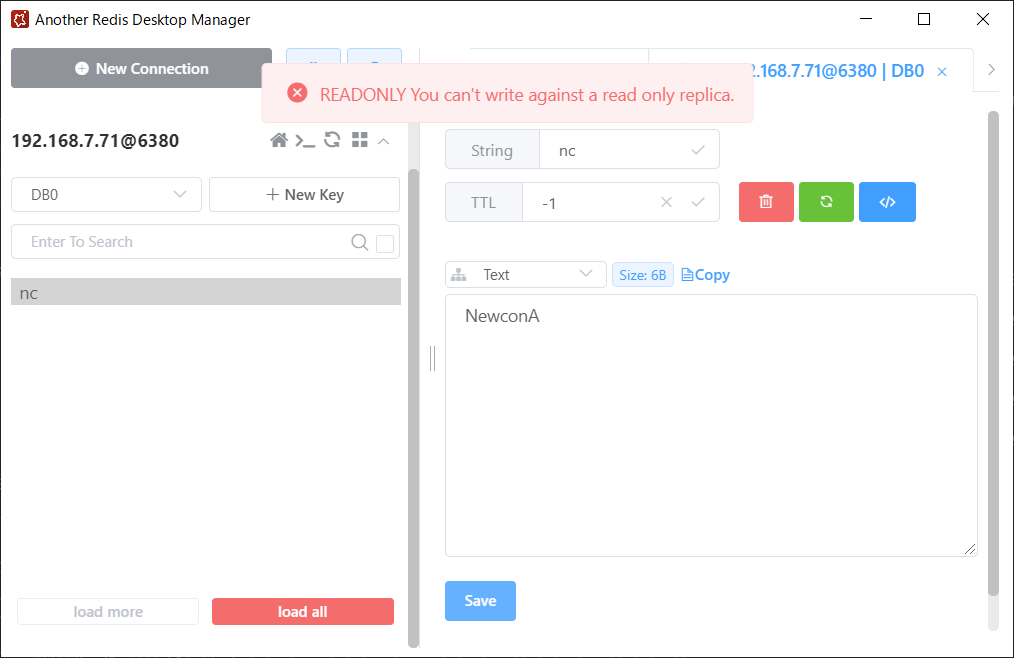 Another Redis Desktop Manager
New Connection
READONLY You can't write against a read only replica.
2.168.7.71@6380 | DB0
192.168.7.71@6380
DB0
New Key
Enter To Search
nc
load more
load all
String
nc
TTL
-1
Text
Size: 6B
Copy
NewconA
Save